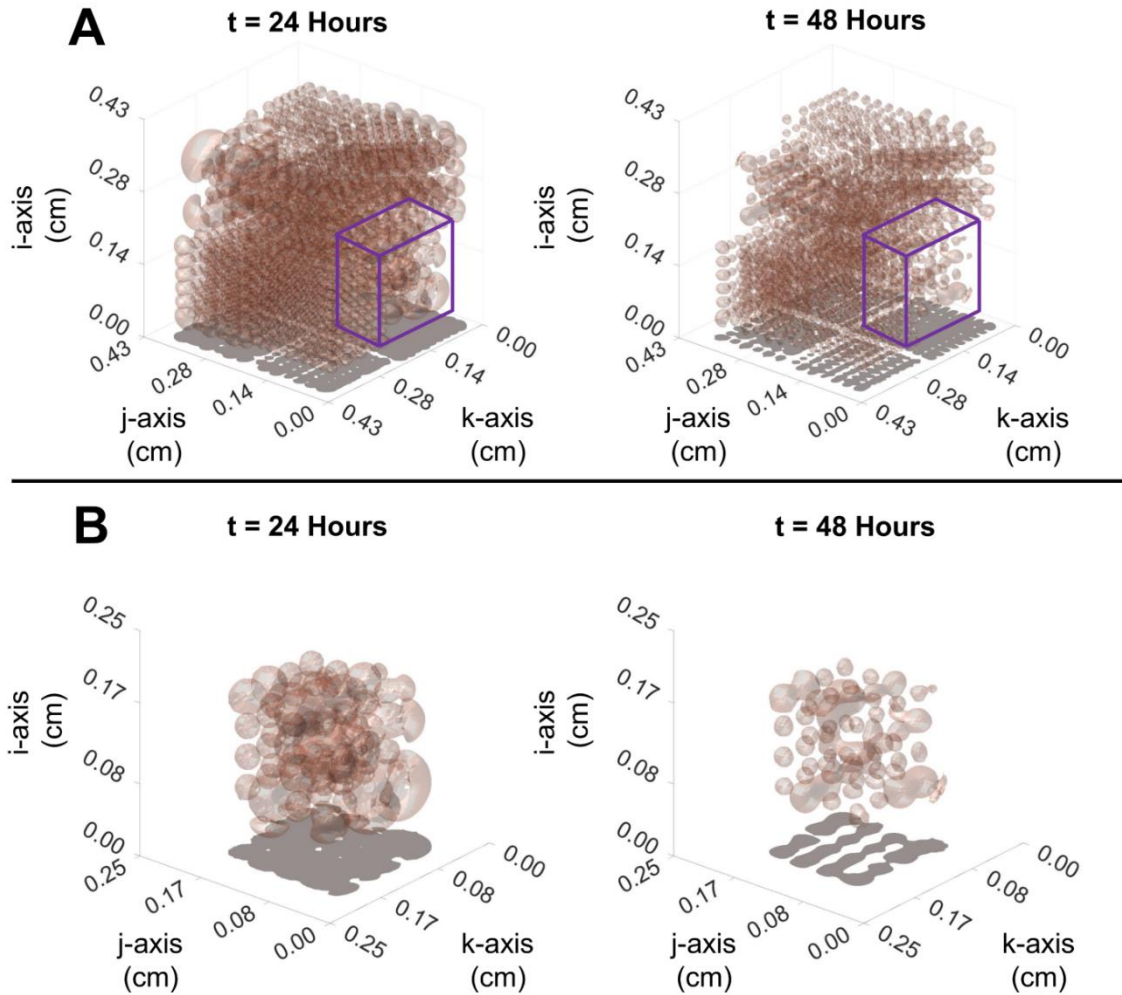 A
t = 24 Hours
t = 48 Hours
0.43
0.28
0.14
0.00
i-axis
(cm)
0.43
0.28
0.14
0.00
j-axis
(cm)
0.43
0.28
0.14
0.00
k-axis
(cm)
0.43
0.28
0.14
0.00
i-axis
(cm)
0.43
0.28
0.14
0.00
j-axis
(cm)
0.43
0.28
0.14
0.00
k-axis
(cm)
B
t = 24 Hours
t = 48 Hours
0.25
0.17
0.08
0.00
i-axis
(cm)
0.25
0.17
0.08
0.00
j-axis
(cm)
0.25
0.17
0.08
0.00
k-axis
(cm)
0.25
0.17
0.08
0.00
i-axis
(cm)
0.25
0.17
0.08
0.00
j-axis
(cm)
0.25
0.17
0.08
0.00
k-axis
(cm)